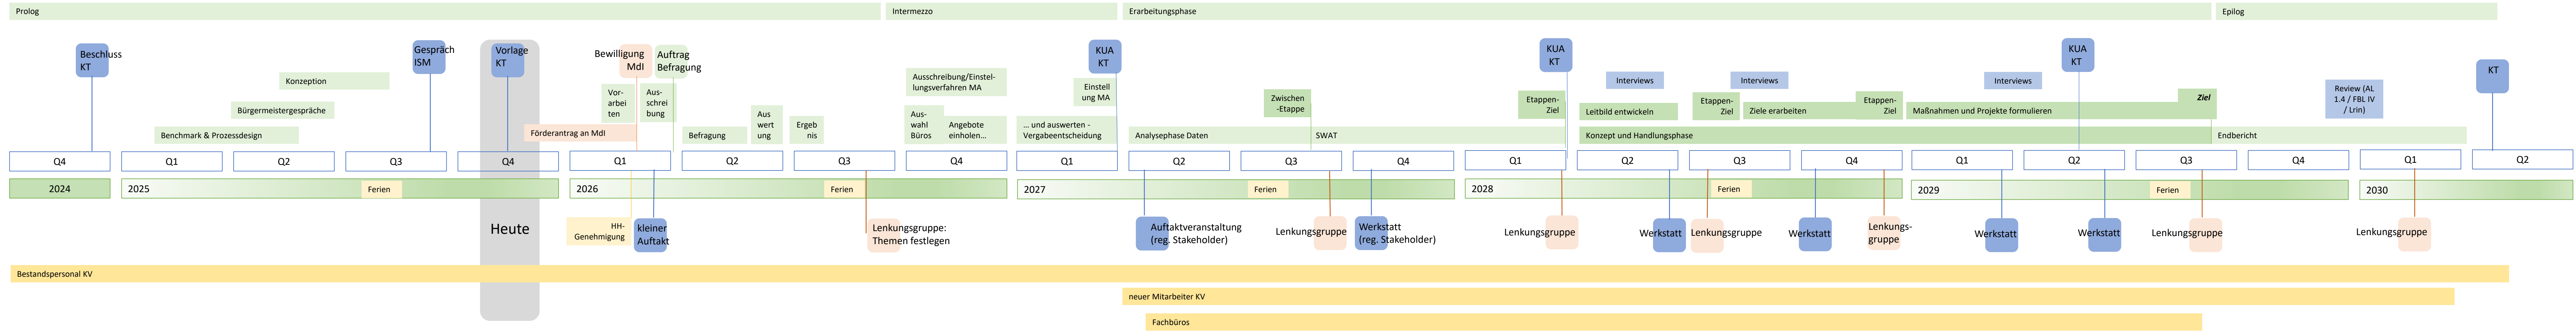 Prolog
Intermezzo
Erarbeitungsphase
Epilog
Beschluss
KT
Gespräch
ISM
Vorlage
KT
Bewilligung
MdI
Auftrag
Befragung
KUA
KT
KUA
KT
KUA
KT
KT
Konzeption
Bürgermeistergespräche
Benchmark & Prozessdesign
Förderantrag an MdI
Vor-
arbei
ten
Aus-
schrei
bung
Befragung
Aus
wert
ung
Ergeb
nis
Ausschreibung/Einstel-
lungsverfahren MA
Aus-
wahl
Büros
Angebote
einholen…
Einstell
ung MA
… und auswerten -
Vergabeentscheidung
Analysephase Daten
Zwischen
-Etappe
SWAT
Etappen-
Ziel
Interviews
Leitbild entwickeln
Konzept und Handlungsphase
Etappen-
Ziel
Interviews
Ziele erarbeiten
Etappen-
Ziel
Interviews
Maßnahmen und Projekte formulieren
Ziel
Endbericht
Review (AL
1.4 / FBL IV
/ Lrin)
Q4
Q1
Q2
Q3
Q4
Q1
Q2
Q3
Q4
Q1
Q2
Q3
Q4
Q1
Q2
Q3
Q4
Q1
Q2
Q3
Q4
Q1
Q2
2024
2025
Ferien
2026
Ferien
2027
Ferien
2028
Ferien
2029
Ferien
2030
Heute
HH-
Genehmigung
kleiner
Auftakt
Lenkungsgruppe:
Themen festlegen
Auftaktveranstaltung
(reg. Stakeholder)
Lenkungsgruppe
Werkstatt
(reg. Stakeholder)
Lenkungsgruppe
Werkstatt
Lenkungsgruppe
Werkstatt
Lenkungs-
gruppe
Werkstatt
Werkstatt
Lenkungsgruppe
Lenkungsgruppe
Bestandspersonal KV
neuer Mitarbeiter KV
Fachbüros